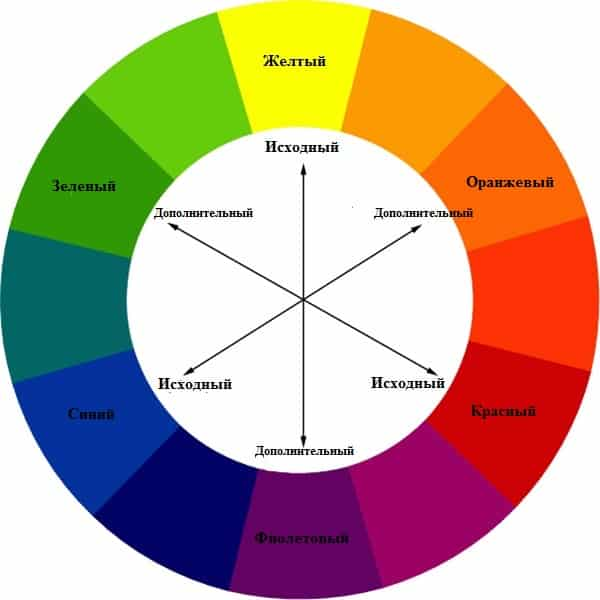 Желтый
Исходный
Зеленый
Оранжевый
Дополнительный
Дополнительный
Исходный
Исходный
Синий
Красный
Дополнительный
Фиолетовый